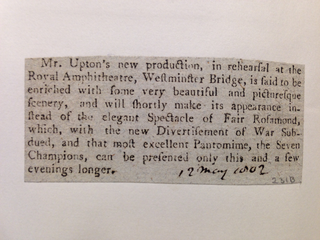 Mr. Upton's new production, in rehearsal at the
Royal Amphitheatre, Westminster Bridge, is said to be
enriched with some very beautiful and picturesque
scenery, and will shortly make its appearance in-
stead of the elegant Spectacle of Fair Rosamond,
which, with the new Divertisement of War Sub-
dued, and that most excellent Pantomime, the Seven
Champions, can be presented only this and a few
evenings longer.
12 May 1802